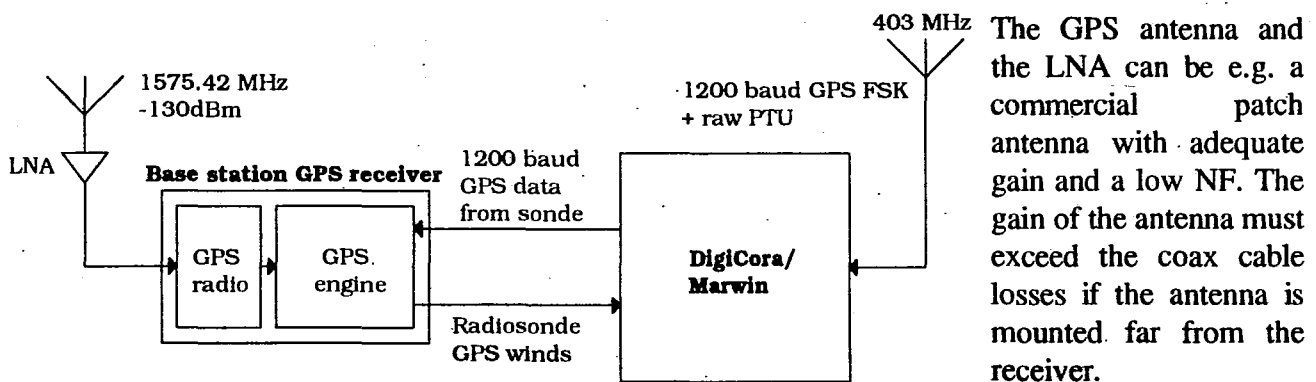 403 MHz
1575.42 MHz
-130dBm
1200 baud GPS FSK
+ raw PTU
LNA
Base station GPS receiver
1200 baud
GPS data
from sonde
GPS
radio
GPS.
engine
DigiCora/
Marwin
Radiosonde
GPS winds
The GPS antenna and
the LNA can be e.g. a
commercial patch
antenna with adequate
gain and a low NF. The
gain of the antenna must
exceed the coax cable
losses if the antenna is
mounted far from the
receiver.